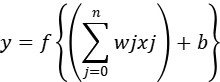 y = f{(∑_{j=0}^{n} wjxj) + b}